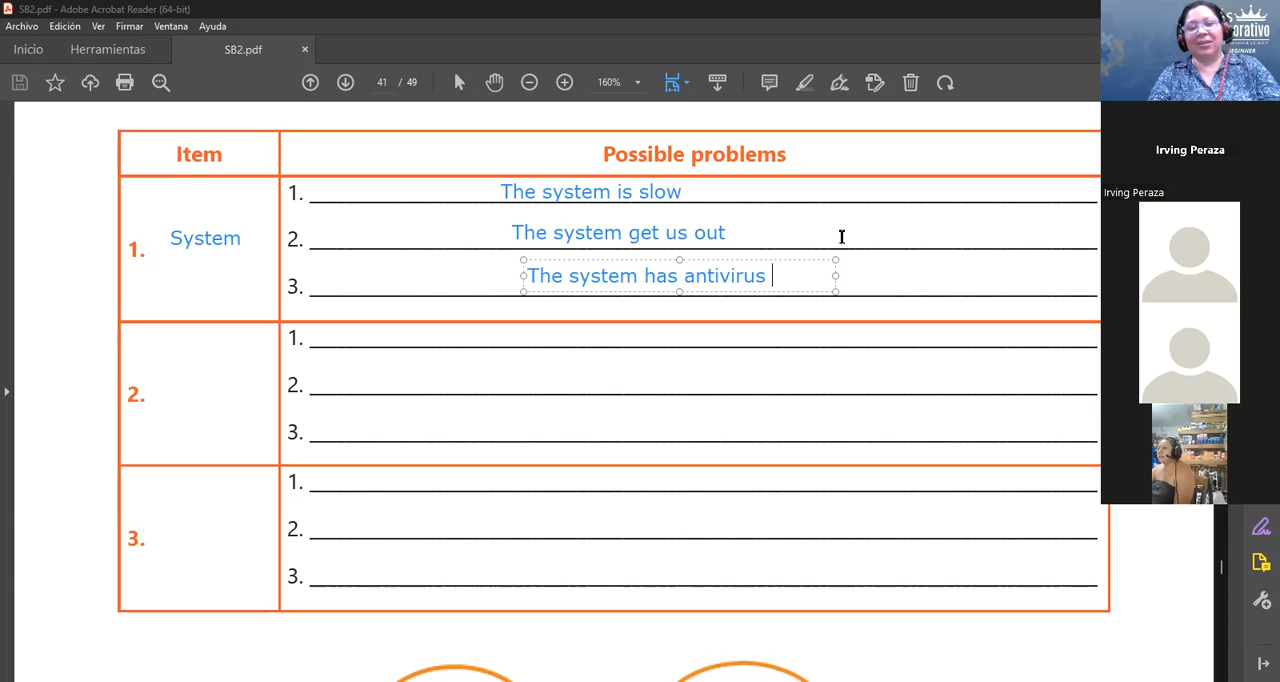 SB2.pdf - Adobe Acrobat Reader (64-bit)
Archivo Edición Ver Firmar Ventana Ayuda
Inicio Herramientas SB2.pdf ×
41 / 49 160%
Item Possible problems
1. System
1. The system is slow
2. The system get us out
3. The system has antivirus
2.
1.
2.
3.
3.
1.
2.
3.
orativo
Irving Peraza
Irving Peraza